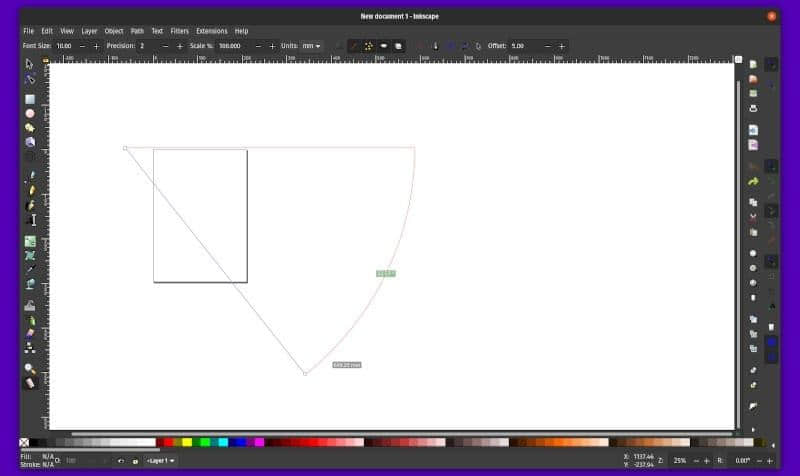 New document 1 - Inkscape
File Edit View Layer Object Path Text Filters Extensions Help
Font Size: 10.00 − + Precision: 2 − + Scale %: 100.000 − + Units: mm Offset: 5.00 − +
Fill: N/A O: 100 − + •Layer 1 X: 1137.46 Z: 25% − + R: 0.00° − +
Stroke: N/A Y: -237.94